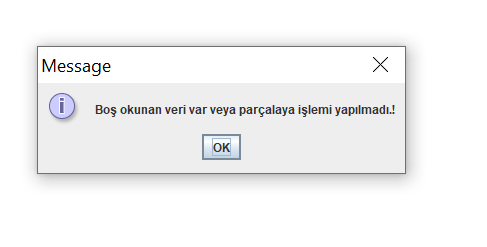 Message
Boş okunan veri var veya parçalaya işlemi yapılmadı.!
OK